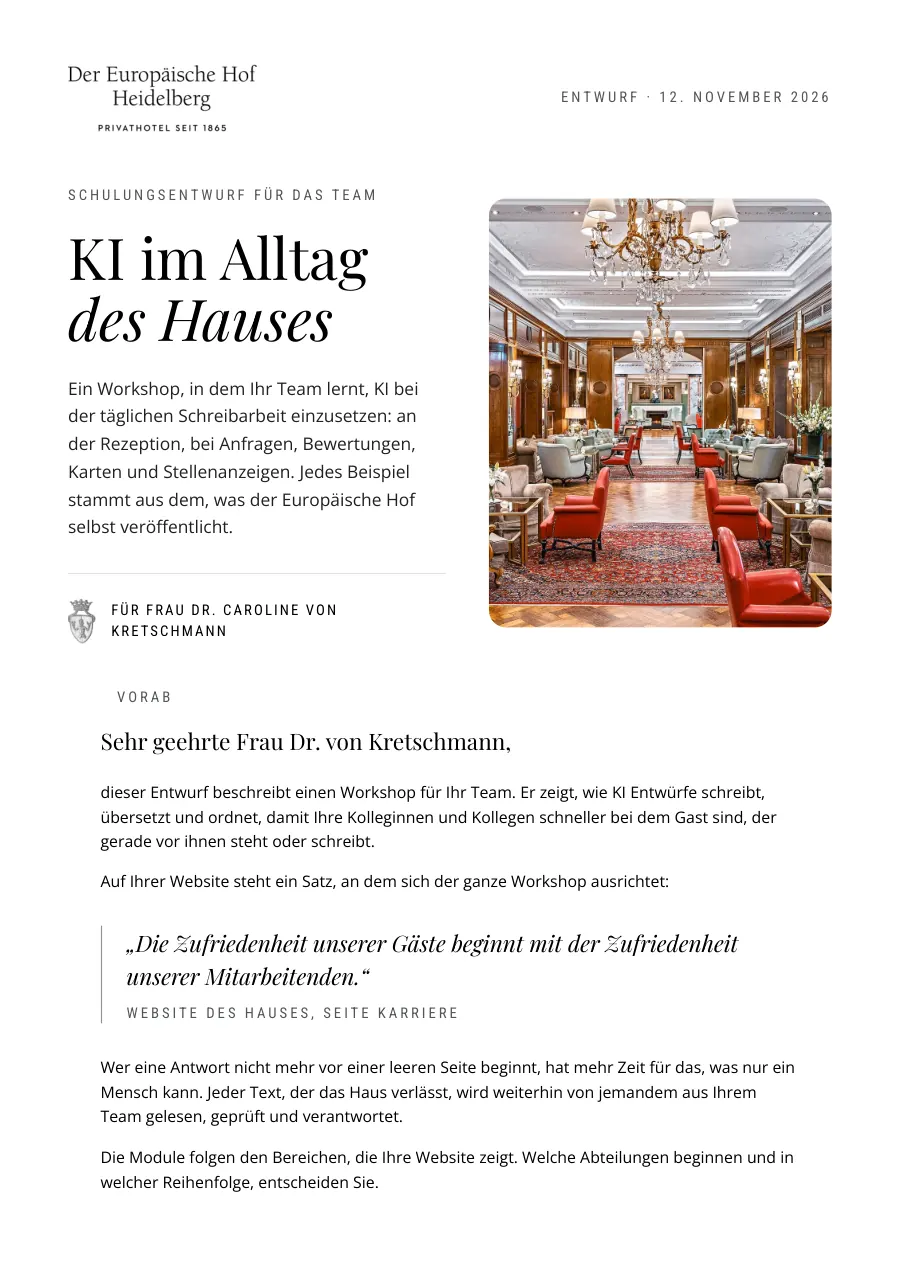 Der Europäische Hof
Heidelberg
PRIVATHOTEL SEIT 1865
ENTWURF · 12. NOVEMBER 2026
SCHULUNGSENTWURF FÜR DAS TEAM
KI im Alltag
des Hauses
Ein Workshop, in dem Ihr Team lernt, KI bei
der täglichen Schreibarbeit einzusetzen: an
der Rezeption, bei Anfragen, Bewertungen,
Karten und Stellenanzeigen. Jedes Beispiel
stammt aus dem, was der Europäische Hof
selbst veröffentlicht.
FÜR FRAU DR. CAROLINE VON
KRETSCHMANN
VORAB
Sehr geehrte Frau Dr. von Kretschmann,
dieser Entwurf beschreibt einen Workshop für Ihr Team. Er zeigt, wie KI Entwürfe schreibt,
übersetzt und ordnet, damit Ihre Kolleginnen und Kollegen schneller bei dem Gast sind, der
gerade vor ihnen steht oder schreibt.
Auf Ihrer Website steht ein Satz, an dem sich der ganze Workshop ausrichtet:
„Die Zufriedenheit unserer Gäste beginnt mit der Zufriedenheit
unserer Mitarbeitenden.“
WEBSITE DES HAUSES, SEITE KARRIERE
Wer eine Antwort nicht mehr vor einer leeren Seite beginnt, hat mehr Zeit für das, was nur ein
Mensch kann. Jeder Text, der das Haus verlässt, wird weiterhin von jemandem aus Ihrem
Team gelesen, geprüft und verantwortet.
Die Module folgen den Bereichen, die Ihre Website zeigt. Welche Abteilungen beginnen und in
welcher Reihenfolge, entscheiden Sie.